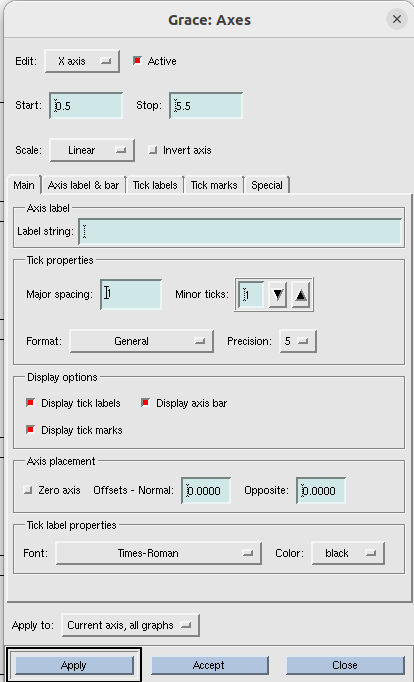 Grace: Axes
Edit: X axis Active
Start: 0.5 Stop: 5.5
Scale: Linear Invert axis
Main Axis label & bar Tick labels Tick marks Special
Axis label
Label string:
Tick properties
Major spacing: 1 Minor ticks: 1
Format: General Precision: 5
Display options
Display tick labels Display axis bar
Display tick marks
Axis placement
Zero axis Offsets - Normal: 0.0000 Opposite: 0.0000
Tick label properties
Font: Times-Roman Color: black
Apply to: Current axis, all graphs
Apply Accept Close